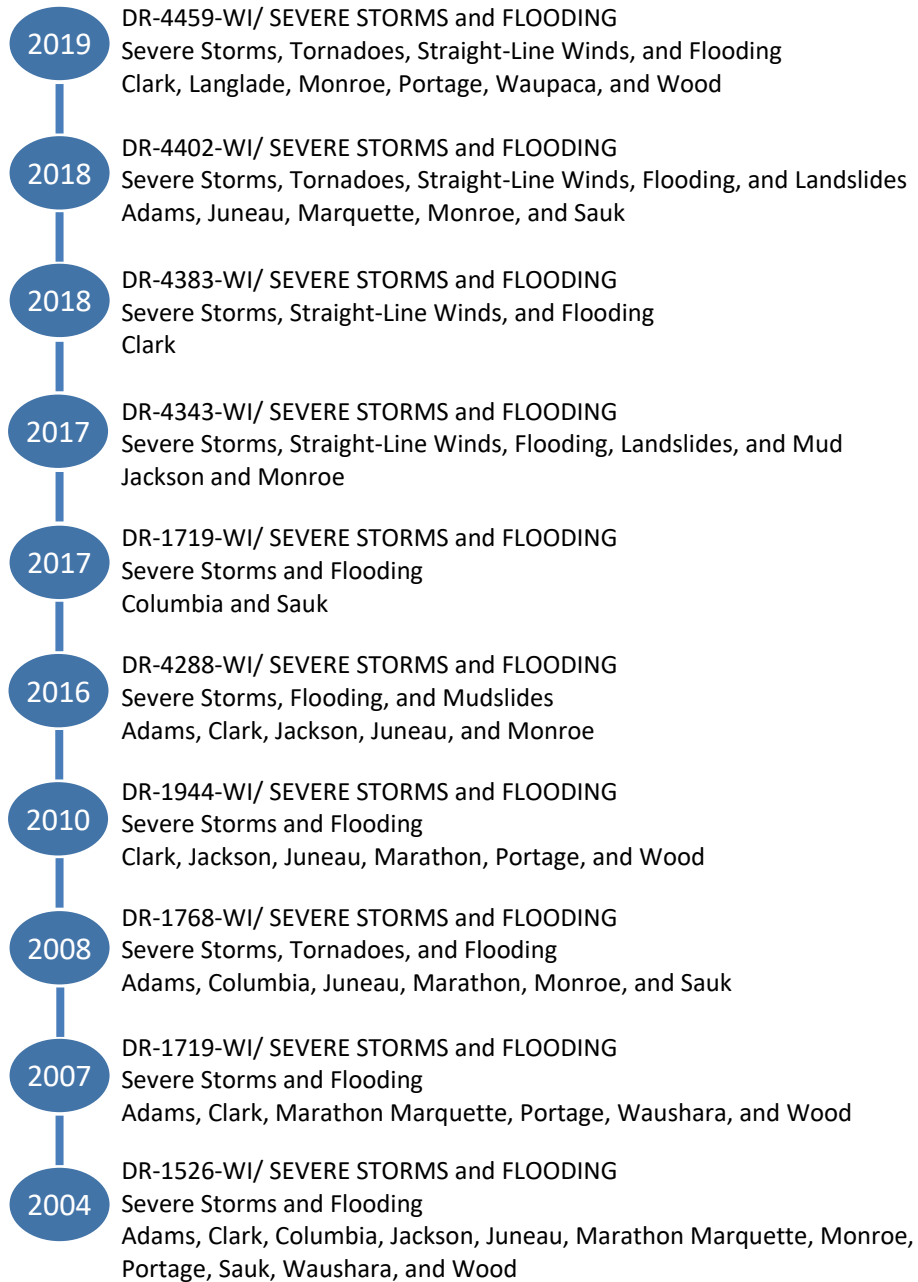 2019
DR-4459-WI/ SEVERE STORMS and FLOODING
Severe Storms, Tornadoes, Straight-Line Winds, and Flooding
Clark, Langlade, Monroe, Portage, Waupaca, and Wood
2018
DR-4402-WI/ SEVERE STORMS and FLOODING
Severe Storms, Tornadoes, Straight-Line Winds, Flooding, and Landslides
Adams, Juneau, Marquette, Monroe, and Sauk
2018
DR-4383-WI/ SEVERE STORMS and FLOODING
Severe Storms, Straight-Line Winds, and Flooding
Clark
2017
DR-4343-WI/ SEVERE STORMS and FLOODING
Severe Storms, Straight-Line Winds, Flooding, Landslides, and Mud
Jackson and Monroe
2017
DR-1719-WI/ SEVERE STORMS and FLOODING
Severe Storms and Flooding
Columbia and Sauk
2016
DR-4288-WI/ SEVERE STORMS and FLOODING
Severe Storms, Flooding, and Mudslides
Adams, Clark, Jackson, Juneau, and Monroe
2010
DR-1944-WI/ SEVERE STORMS and FLOODING
Severe Storms and Flooding
Clark, Jackson, Juneau, Marathon, Portage, and Wood
2008
DR-1768-WI/ SEVERE STORMS and FLOODING
Severe Storms, Tornadoes, and Flooding
Adams, Columbia, Juneau, Marathon, Monroe, and Sauk
2007
DR-1719-WI/ SEVERE STORMS and FLOODING
Severe Storms and Flooding
Adams, Clark, Marathon Marquette, Portage, Waushara, and Wood
2004
DR-1526-WI/ SEVERE STORMS and FLOODING
Severe Storms and Flooding
Adams, Clark, Columbia, Jackson, Juneau, Marathon Marquette, Monroe,
Portage, Sauk, Waushara, and Wood